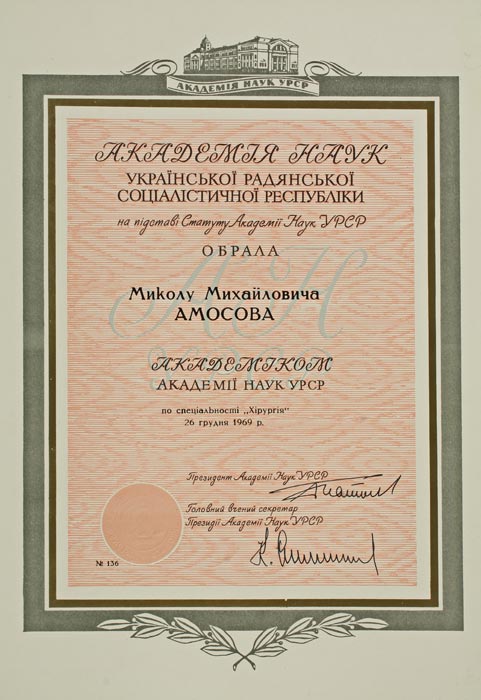 АКАДЕМІЯ НАУК УРСР
АКАДЕМІЯ НАУК
УКРАЇНСЬКОЇ РАДЯНСЬКОЇ
СОЦІАЛІСТИЧНОЇ РЕСПУБЛІКИ
на підставі Статуту Академії Наук УРСР
ОБРАЛА
Миколу Михайловича
АМОСОВА
АКАДЕМІКОМ
АКАДЕМІЇ НАУК УРСР
по спеціальності „Хірургія"
26 грудня 1969 р.
Президент Академії Наук УРСР
Головний вчений секретар
Президії Академії Наук УРСР
№ 136